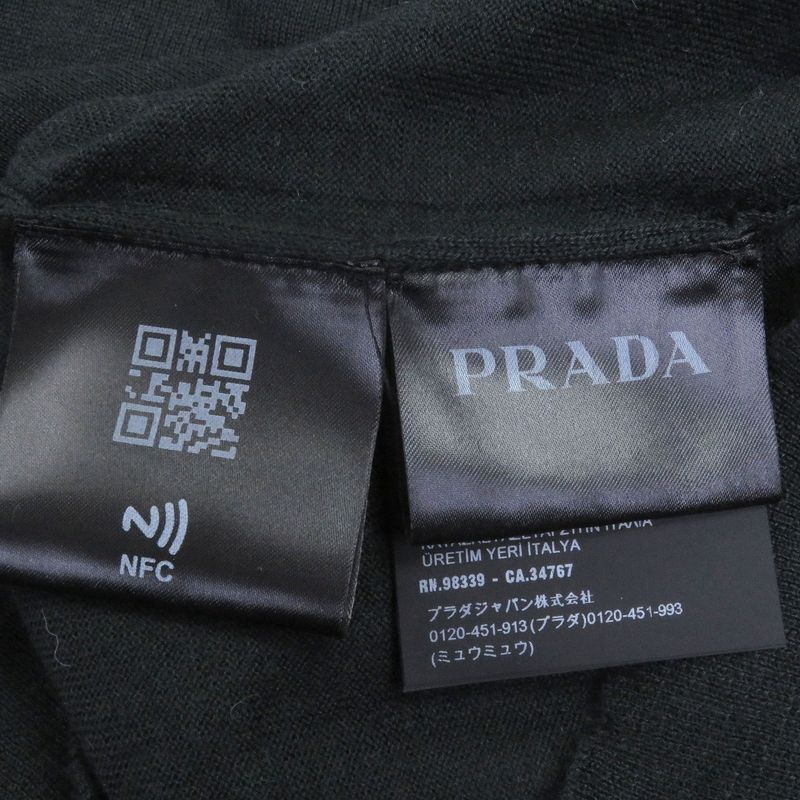 NFC
PRADA
ÜRETİM YERİ İTALYA
RN.98339 - CA.34767
プラダジャパン株式会社
0120-451-913(プラダ)0120-451-993
(ミュウミュウ)